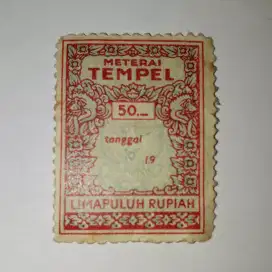 METERAI
TEMPEL
50.—
tanggal
19
LIMAPULUH RUPIAH